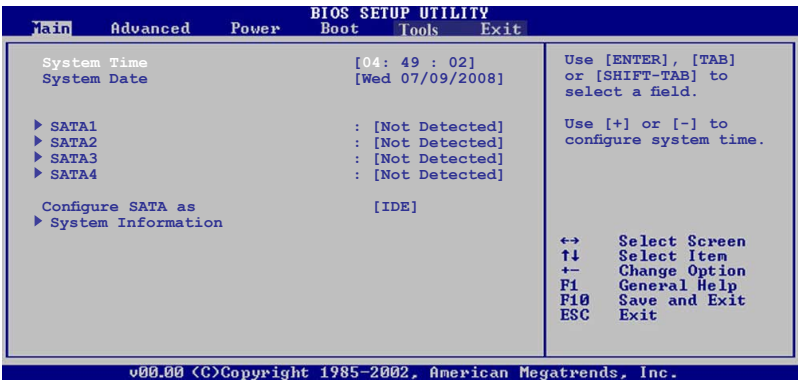 BIOS SETUP UTILITY
Main Advanced Power Boot Tools Exit
System Time [04: 49 : 02]
System Date [Wed 07/09/2008]
SATA1 : [Not Detected]
SATA2 : [Not Detected]
SATA3 : [Not Detected]
SATA4 : [Not Detected]
Configure SATA as [IDE]
System Information
Use [ENTER], [TAB]
or [SHIFT-TAB] to
select a field.
Use [+] or [-] to
configure system time.
←→ Select Screen
↑↓ Select Item
+- Change Option
F1 General Help
F10 Save and Exit
ESC Exit
v00.00 (C)Copyright 1985-2002, American Megatrends, Inc.